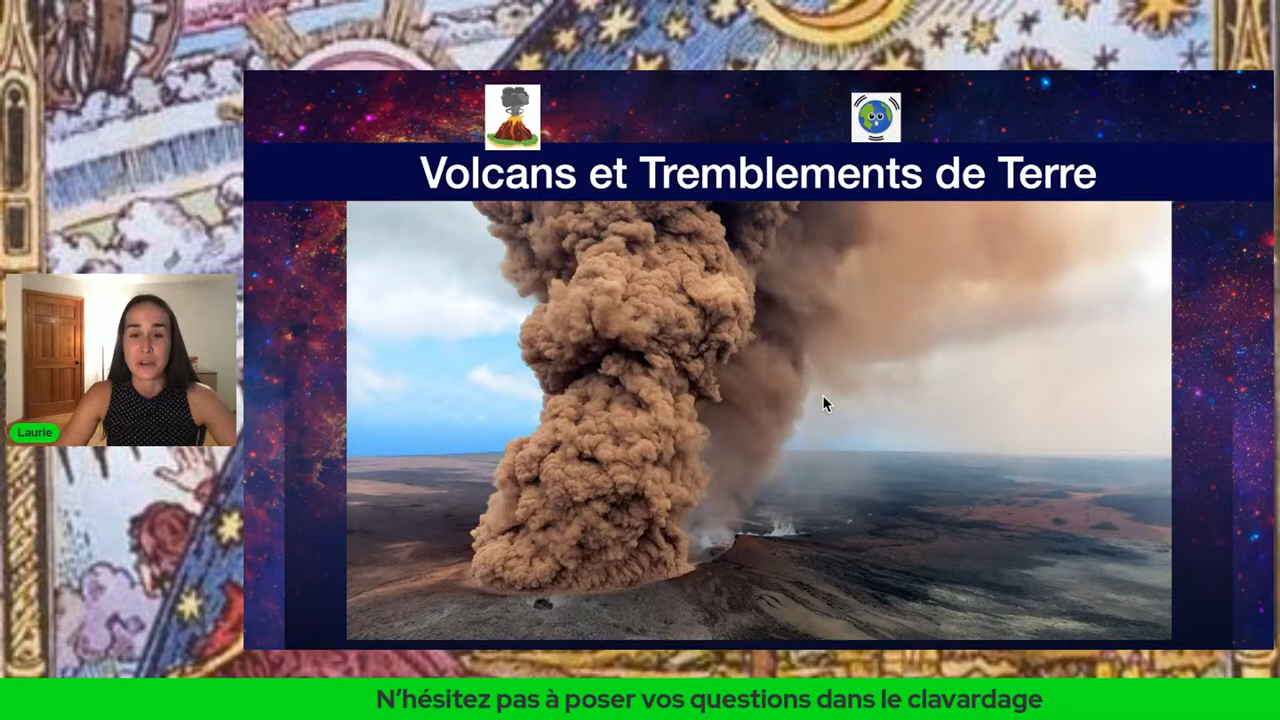 Volcans et Tremblements de Terre
Laurie
N'hésitez pas à poser vos questions dans le clavardage